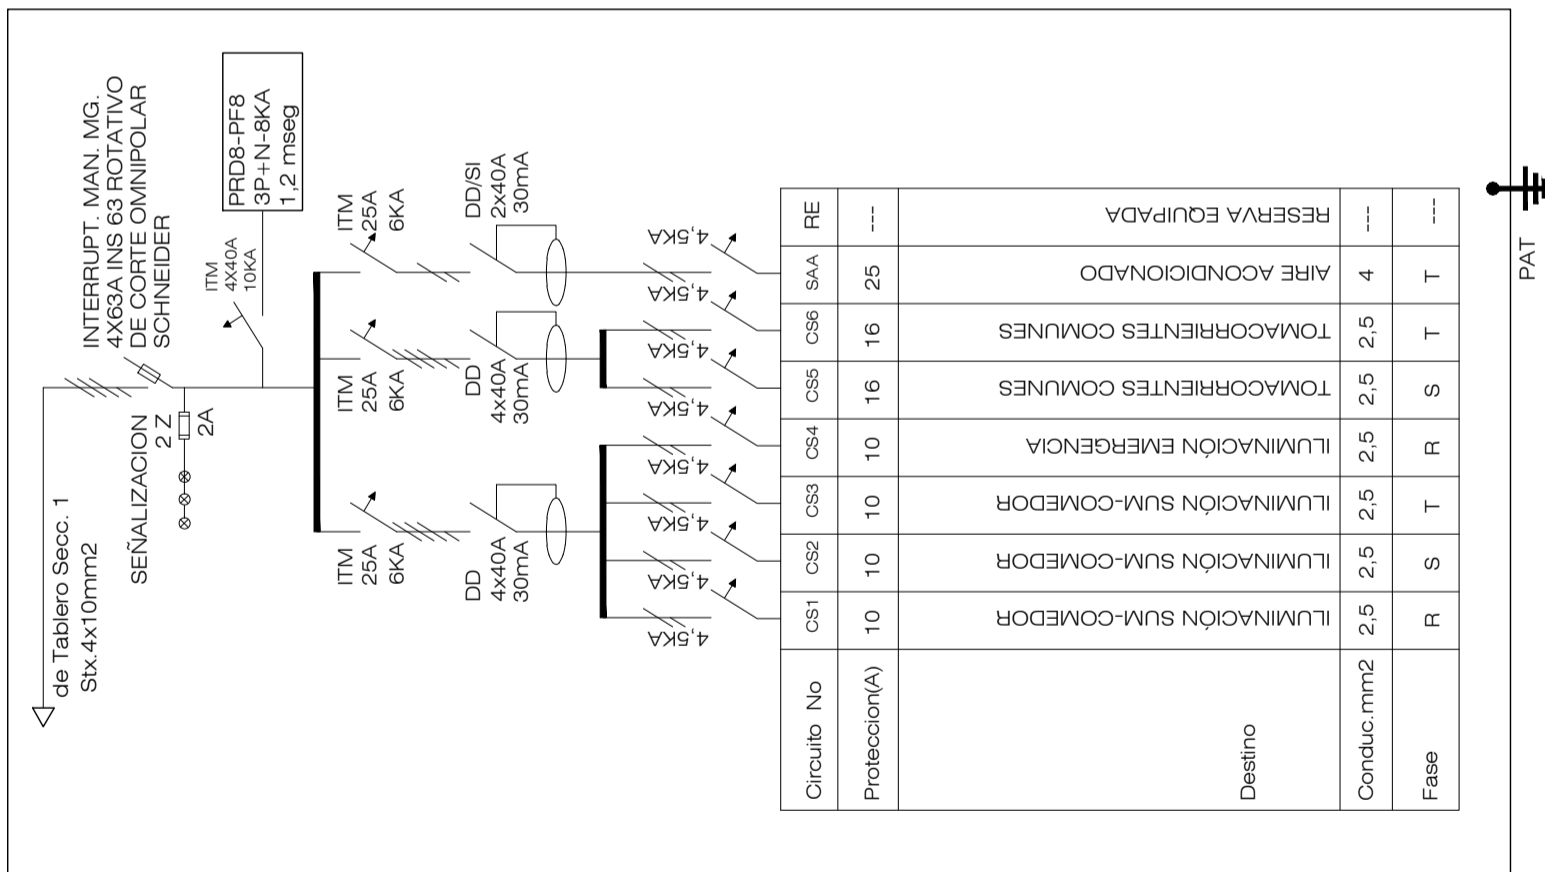 de Tablero Secc. 1
Stx.4x10mm2
INTERRUPT. MAN. MG.
4X63A INS 63 ROTATIVO
DE CORTE OMNIPOLAR
SCHNEIDER
SEÑALIZACION
2 Z
2A
ITM
4X40A
10KA
PRD8-PF8
3P+N-8KA
1,2 mseg
ITM
25A
6KA
DD
4x40A
30mA
ITM
25A
6KA
DD
4x40A
30mA
ITM
25A
6KA
DD/SI
2x40A
30mA
4,5KA
4,5KA
4,5KA
4,5KA
4,5KA
4,5KA
4,5KA
4,5KA
Circuito No CS1 CS2 CS3 CS4 CS5 CS6 SAA RE
Proteccion(A) 10 10 10 10 16 16 25 ---
Destino
ILUMINACIÓN SUM-COMEDOR
ILUMINACIÓN SUM-COMEDOR
ILUMINACIÓN SUM-COMEDOR
ILUMINACIÓN EMERGENCIA
TOMACORRIENTES COMUNES
TOMACORRIENTES COMUNES
AIRE ACONDICIONADO
RESERVA EQUIPADA
Conduc.mm2 2,5 2,5 2,5 2,5 2,5 2,5 4 ---
Fase R S T R S T T ---
PAT